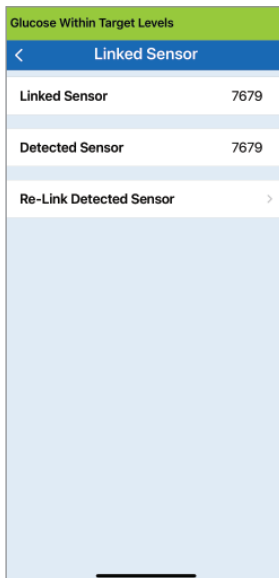 Glucose Within Target Levels
Linked Sensor
Linked Sensor 7679
Detected Sensor 7679
Re-Link Detected Sensor